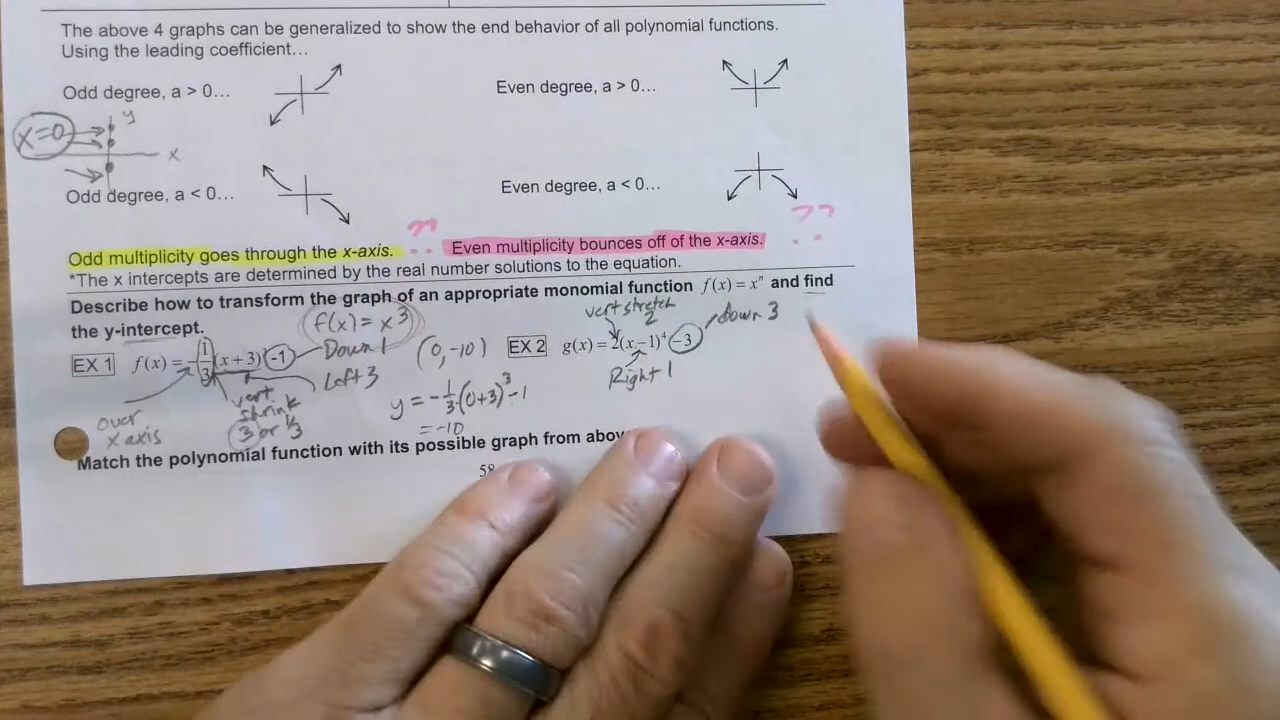 The above 4 graphs can be generalized to show the end behavior of all polynomial functions.
Using the leading coefficient…
Odd degree, a > 0…
Even degree, a > 0…
y
x=0
x
Odd degree, a < 0…
Even degree, a < 0…
??
??
Odd multiplicity goes through the x-axis.
Even multiplicity bounces off of the x-axis.
*The x intercepts are determined by the real number solutions to the equation.
Describe how to transform the graph of an appropriate monomial function f(x) = xⁿ and find
the y-intercept.
f(x) = x³
vert stretch
2
down 3
EX 1 f(x) = -1/3(x + 3)³ -1
Down 1
(0, -10)
EX 2 g(x) = 2(x - 1)⁴ - 3
Left 3
Right 1
vert.
shrink
3 or 1/3
over
x axis
y = -1/3(0+3)³ - 1
= -10
Match the polynomial function with its possible graph from
58